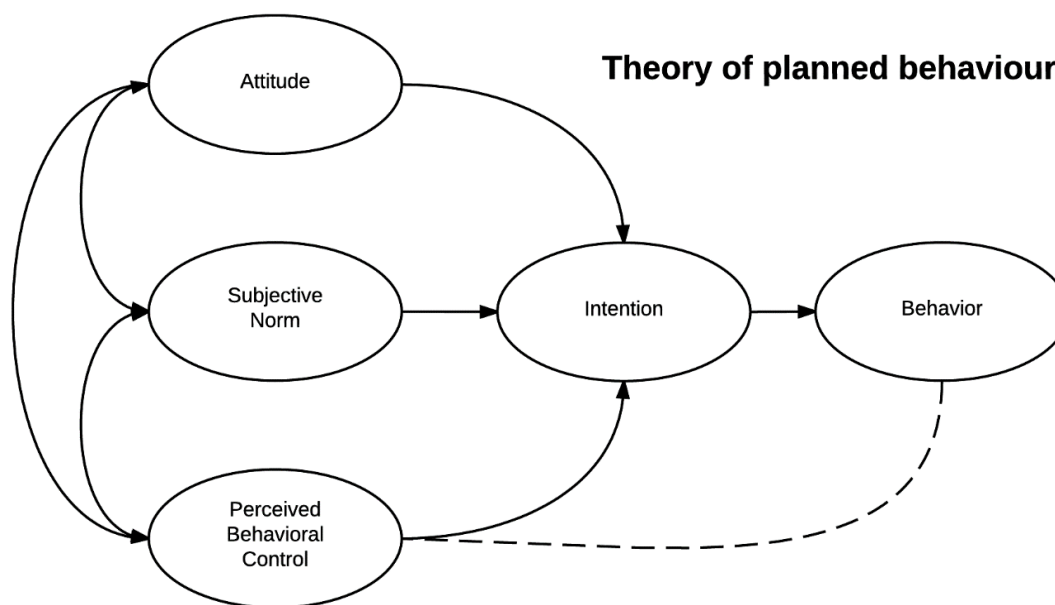 Theory of planned behaviour
Attitude
Subjective
Norm
Intention
Behavior
Perceived
Behavioral
Control